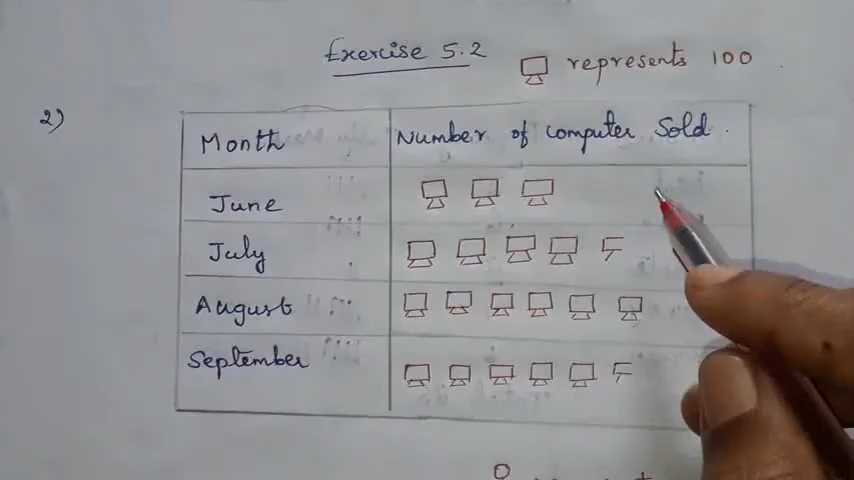 Exercise 5.2
represents 100
2)
Month Number of computer Sold
June
July
August
September